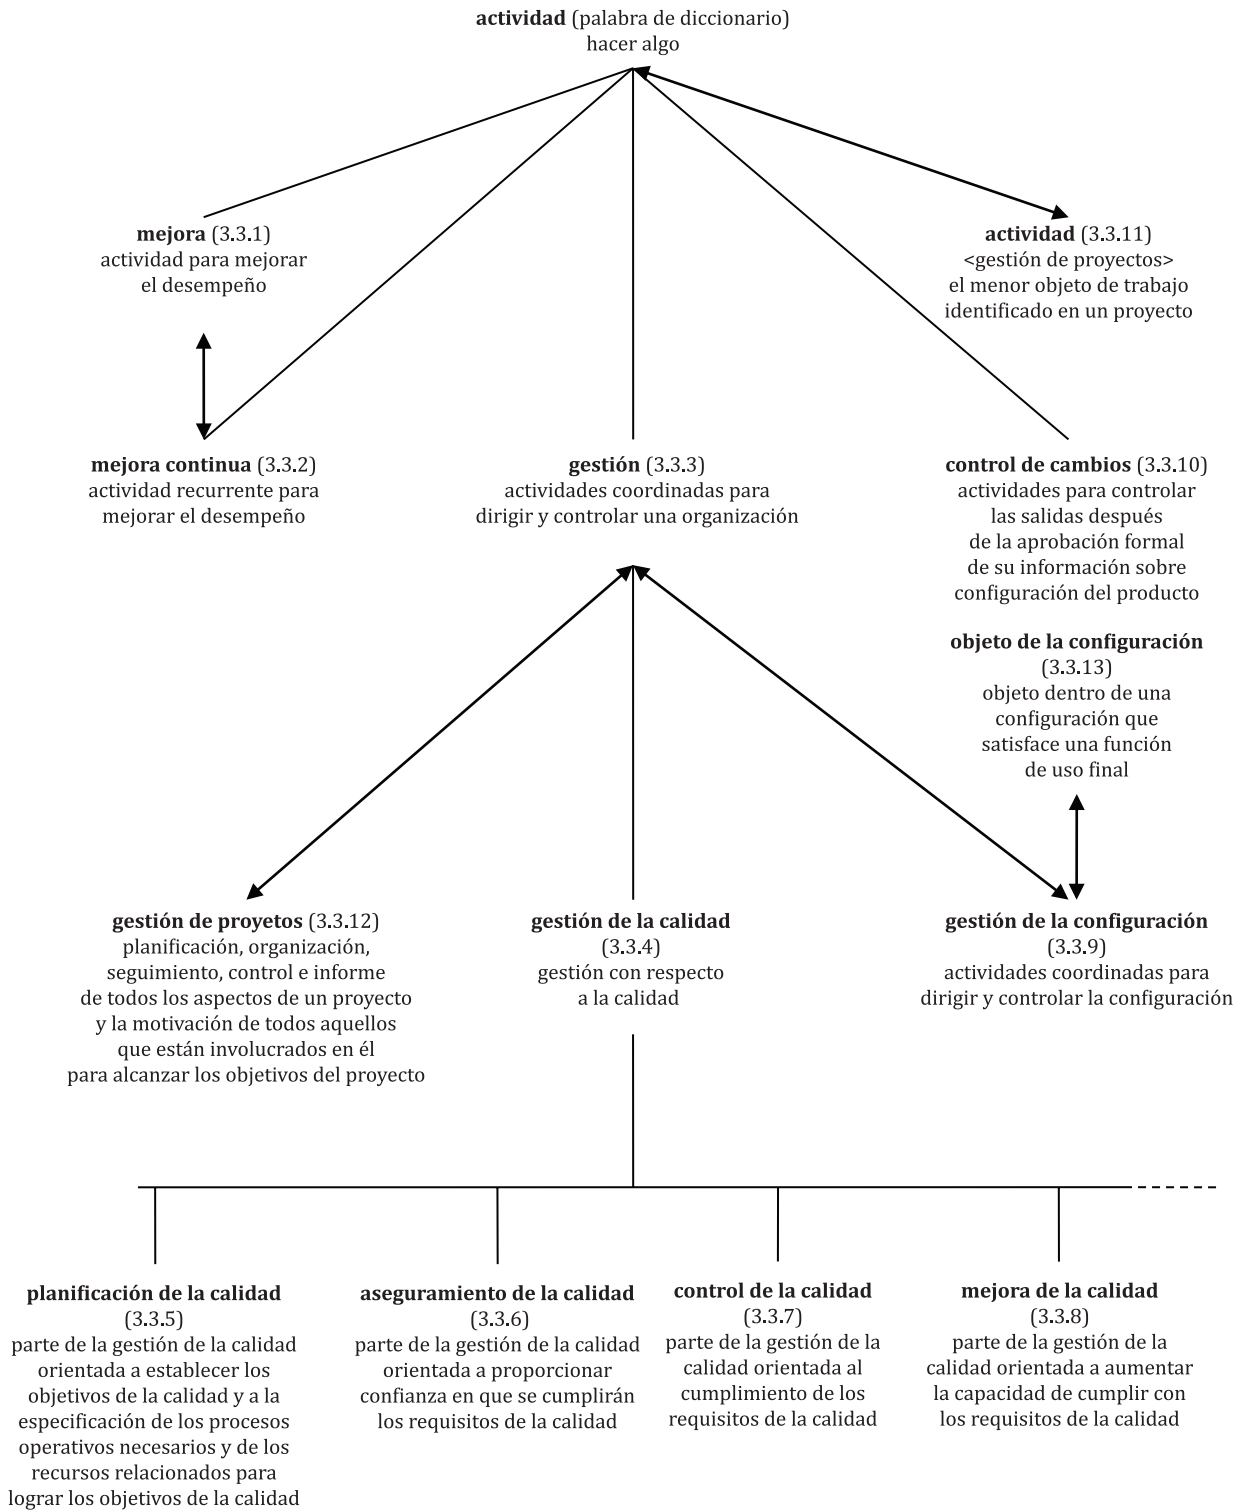 actividad (palabra de diccionario)
hacer algo
mejora (3.3.1)
actividad para mejorar
el desempeño
actividad (3.3.11)
<gestión de proyectos>
el menor objeto de trabajo
identificado en un proyecto
mejora continua (3.3.2)
actividad recurrente para
mejorar el desempeño
gestión (3.3.3)
actividades coordinadas para
dirigir y controlar una organización
control de cambios (3.3.10)
actividades para controlar
las salidas después
de la aprobación formal
de su información sobre
configuración del producto
objeto de la configuración
(3.3.13)
objeto dentro de una
configuración que
satisface una función
de uso final
gestión de proyetos (3.3.12)
planificación, organización,
seguimiento, control e informe
de todos los aspectos de un proyecto
y la motivación de todos aquellos
que están involucrados en él
para alcanzar los objetivos del proyecto
gestión de la calidad
(3.3.4)
gestión con respecto
a la calidad
gestión de la configuración
(3.3.9)
actividades coordinadas para
dirigir y controlar la configuración
planificación de la calidad
(3.3.5)
parte de la gestión de la calidad
orientada a establecer los
objetivos de la calidad y a la
especificación de los procesos
operativos necesarios y de los
recursos relacionados para
lograr los objetivos de la calidad
aseguramiento de la calidad
(3.3.6)
parte de la gestión de la calidad
orientada a proporcionar
confianza en que se cumplirán
los requisitos de la calidad
control de la calidad
(3.3.7)
parte de la gestión de la
calidad orientada al
cumplimiento de los
requisitos de la calidad
mejora de la calidad
(3.3.8)
parte de la gestión de la
calidad orientada a aumentar
la capacidad de cumplir con
los requisitos de la calidad